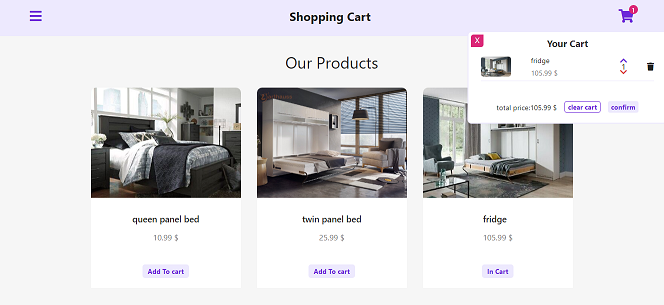 Shopping Cart
1
X
Your Cart
fridge
1
105.99 $
total price:105.99 $ clear cart confirm
Our Products
queen panel bed twin panel bed fridge
10.99 $ 25.99 $ 105.99 $
Add To cart Add To cart In Cart